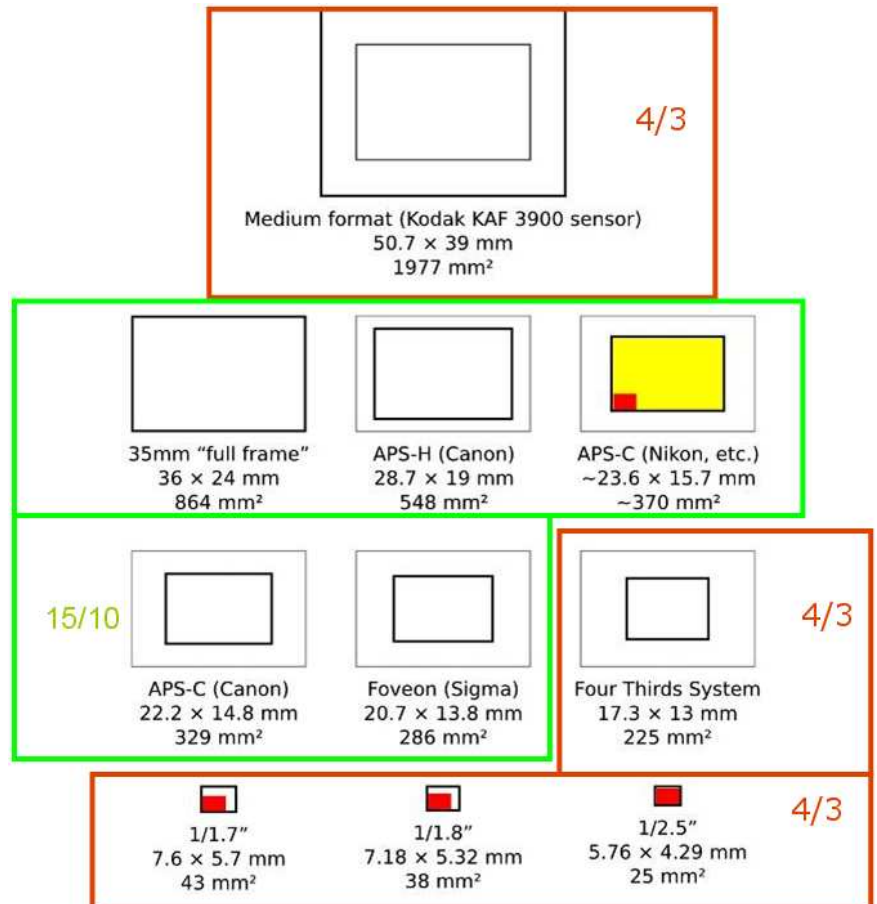 4/3
Medium format (Kodak KAF 3900 sensor)
50.7 × 39 mm
1977 mm²
35mm “full frame”
36 × 24 mm
864 mm²
APS-H (Canon)
28.7 × 19 mm
548 mm²
APS-C (Nikon, etc.)
~23.6 × 15.7 mm
~370 mm²
15/10
APS-C (Canon)
22.2 × 14.8 mm
329 mm²
Foveon (Sigma)
20.7 × 13.8 mm
286 mm²
4/3
Four Thirds System
17.3 × 13 mm
225 mm²
1/1.7”
7.6 × 5.7 mm
43 mm²
1/1.8”
7.18 × 5.32 mm
38 mm²
1/2.5”
5.76 × 4.29 mm
25 mm²
4/3